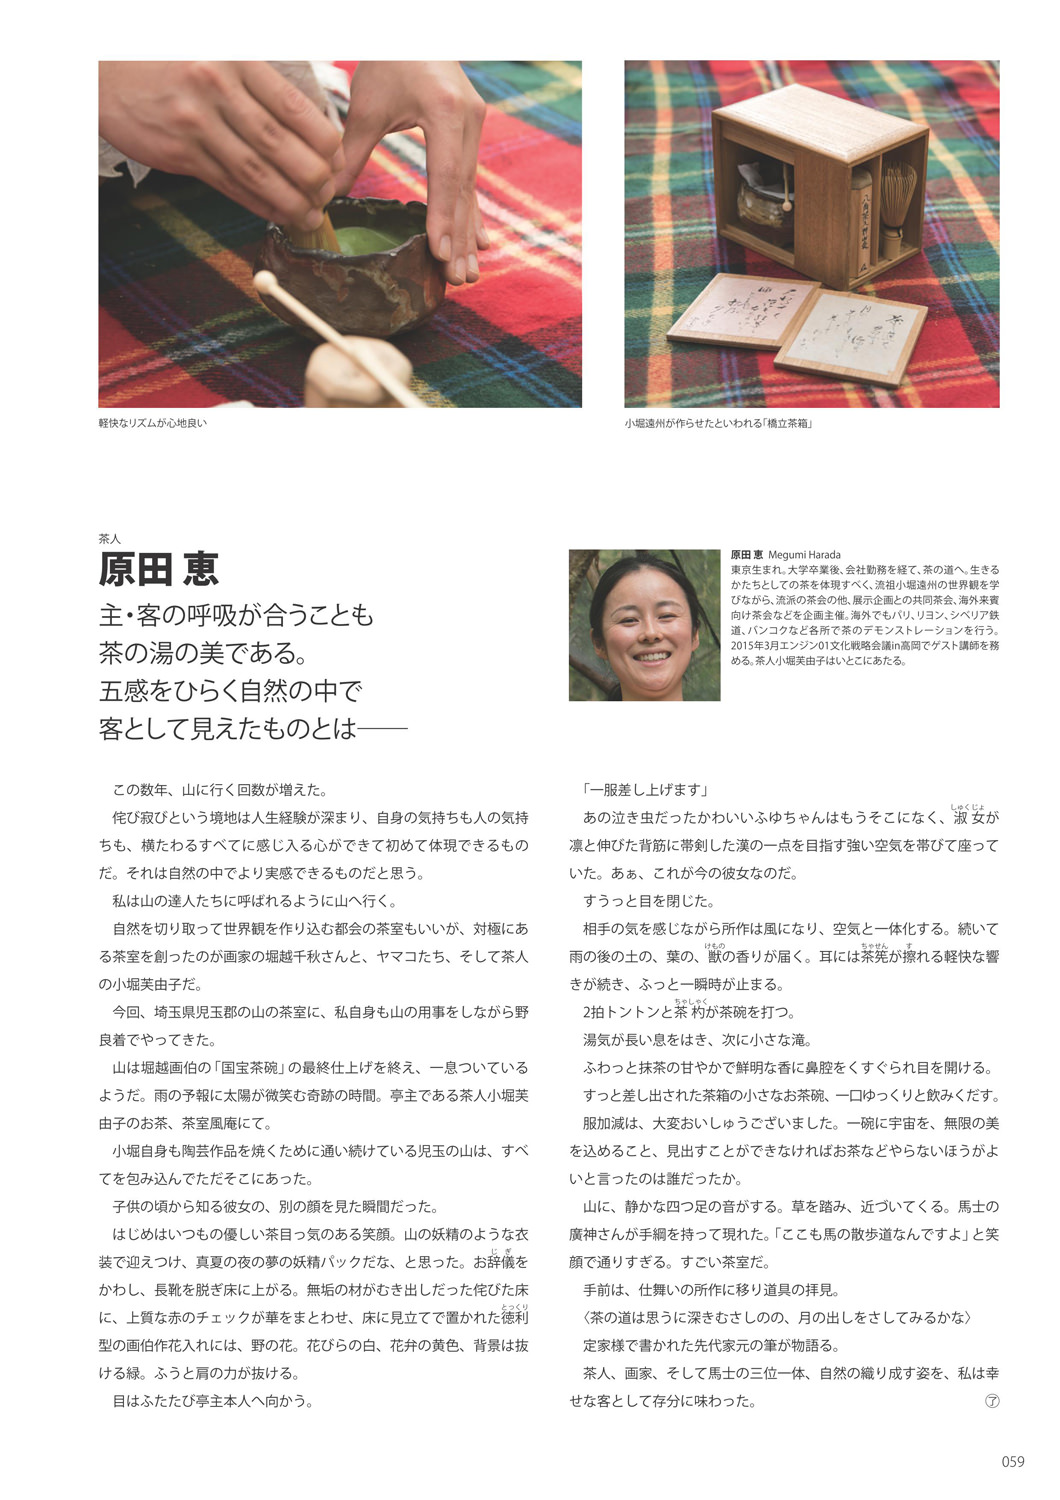 軽快なリズムが心地良い
小堀遠州が作らせたといわれる「橋立茶箱」
茶人
原田 恵
主・客の呼吸が合うことも
茶の湯の美である。
五感をひらく自然の中で
客として見えたものとは――
原田 恵 Megumi Harada
東京生まれ。大学卒業後、会社勤務を経て、茶の道へ。生きる
かたちとしての茶を体現すべく、流祖小堀遠州の世界観を学
びながら、流派の茶会の他、展示企画との共同茶会、海外来賓
向け茶会などを企画主催。海外でもパリ、リヨン、シベリア鉄
道、バンコクなど各所で茶のデモンストレーションを行う。
2015年3月エンジン01文化戦略会議in高岡でゲスト講師を務
める。茶人小堀芙由子はいとこにあたる。
この数年、山に行く回数が増えた。
侘び寂びという境地は人生経験が深まり、自身の気持ちも人の気持
ちも、横たわるすべてに感じ入る心ができて初めて体現できるもの
だ。それは自然の中でより実感できるものだと思う。
私は山の達人たちに呼ばれるように山へ行く。
自然を切り取って世界観を作り込む都会の茶室もいいが、対極にあ
る茶室を創ったのが画家の堀越千秋さんと、ヤマコたち、そして茶人
の小堀芙由子だ。
今回、埼玉県児玉郡の山の茶室に、私自身も山の用事をしながら野
良着でやってきた。
山は堀越画伯の「国宝茶碗」の最終仕上げを終え、一息ついている
ようだ。雨の予報に太陽が微笑む奇跡の時間。亭主である茶人小堀芙
由子のお茶、茶室風庵にて。
小堀自身も陶芸作品を焼くために通い続けている児玉の山は、すべ
てを包み込んでただそこにあった。
子供の頃から知る彼女の、別の顔を見た瞬間だった。
はじめはいつもの優しい茶目っ気のある笑顔。山の妖精のような衣
装で迎えつけ、真夏の夜の夢の妖精パックだな、と思った。お辞儀を
じぎ
かわし、長靴を脱ぎ床に上がる。無垢の材がむき出しだった侘びた床
に、上質な赤のチェックが華をまとわせ、床に見立てて置かれた徳利
とっくり
型の画伯作花入れには、野の花。花びらの白、花弁の黄色、背景は抜
ける緑。ふうと肩の力が抜ける。
目はふたたび亭主本人へ向かう。
「一服差し上げます」
あの泣き虫だったかわいいふゆちゃんはもうそこになく、淑女が
しゅくじょ
凛と伸びた背筋に帯剣した漢の一点を目指す強い空気を帯びて座って
いた。あぁ、これが今の彼女なのだ。
すうっと目を閉じた。
相手の気を感じながら所作は風になり、空気と一体化する。続いて
雨の後の土の、葉の、獣の香りが届く。耳には茶筅が擦れる軽快な響
けもの ちゃせん す
きが続き、ふっと一瞬時が止まる。
2拍トントンと茶杓が茶碗を打つ。
ちゃしゃく
湯気が長い息をはき、次に小さな滝。
ふわっと抹茶の甘やかで鮮明な香に鼻腔をくすぐられ目を開ける。
すっと差し出された茶箱の小さなお茶碗、一口ゆっくりと飲みくだす。
服加減は、大変おいしゅうございました。一碗に宇宙を、無限の美
を込めること、見出すことができなければお茶などやらないほうがよ
いと言ったのは誰だったか。
山に、静かな四つ足の音がする。草を踏み、近づいてくる。馬士の
廣神さんが手綱を持って現れた。「ここも馬の散歩道なんですよ」と笑
顔で通りすぎる。すごい茶室だ。
手前は、仕舞いの所作に移り道具の拝見。
〈茶の道は思うに深きむさしのの、月の出しをさしてみるかな〉
定家様で書かれた先代家元の筆が物語る。
茶人、画家、そして馬士の三位一体、自然の織り成す姿を、私は幸
せな客として存分に味わった。 ㋐了
059